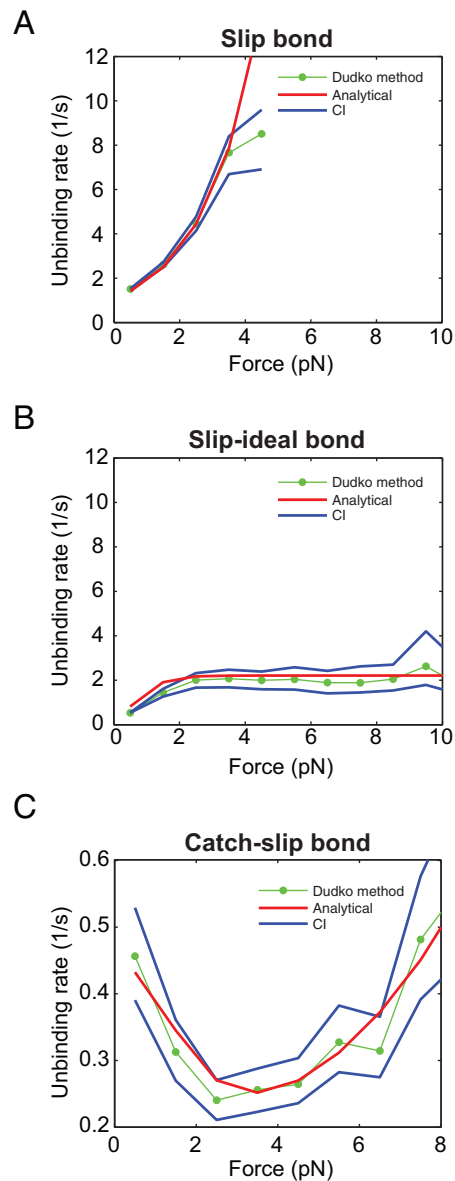 A
Slip bond
12
10
8
6
4
2
0
Unbinding rate (1/s)
Dudko method
Analytical
CI
0 2 4 6 8 10
Force (pN)
B
Slip-ideal bond
12
10
8
6
4
2
0
Unbinding rate (1/s)
Dudko method
Analytical
CI
0 2 4 6 8 10
Force (pN)
C
Catch-slip bond
0.6
0.5
0.4
0.3
0.2
Unbinding rate (1/s)
Dudko method
Analytical
CI
0 2 4 6 8
Force (pN)